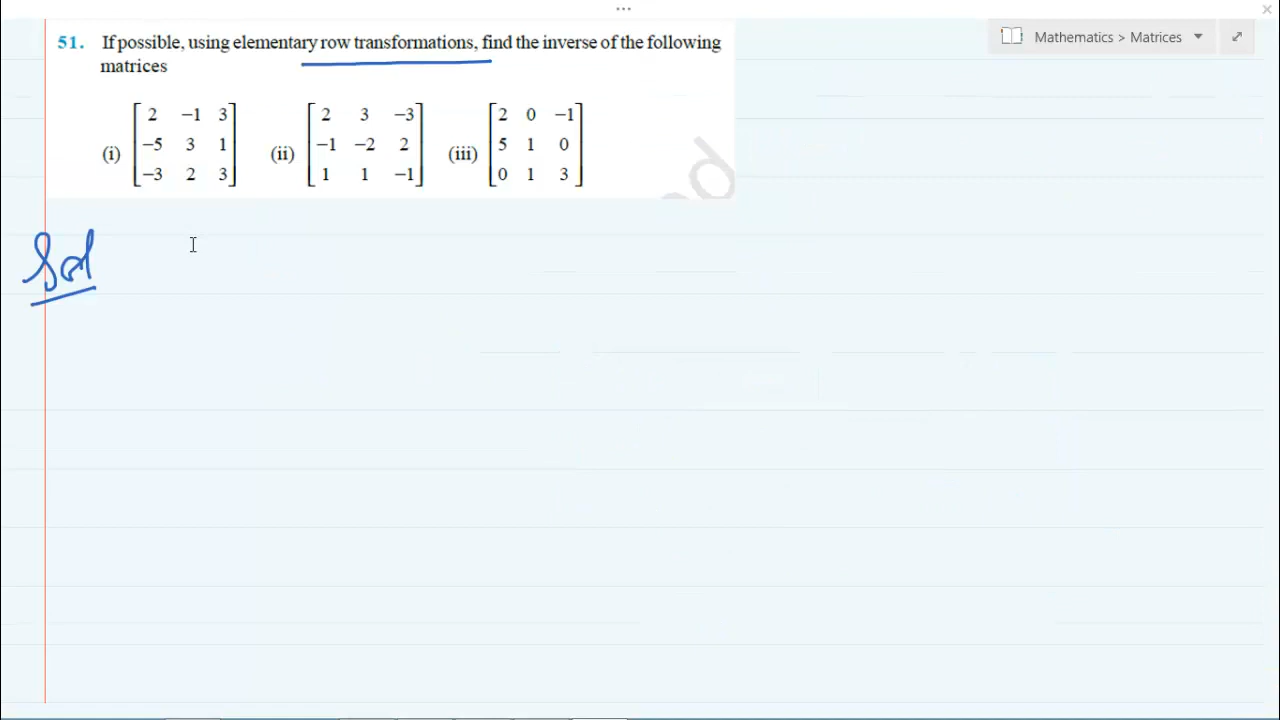 Mathematics > Matrices
51. If possible, using elementary row transformations, find the inverse of the following
matrices
(i) [2 −1 3
−5 3 1
−3 2 3]
(ii) [2 3 −3
−1 −2 2
1 1 −1]
(iii) [2 0 −1
5 1 0
0 1 3]
Sol